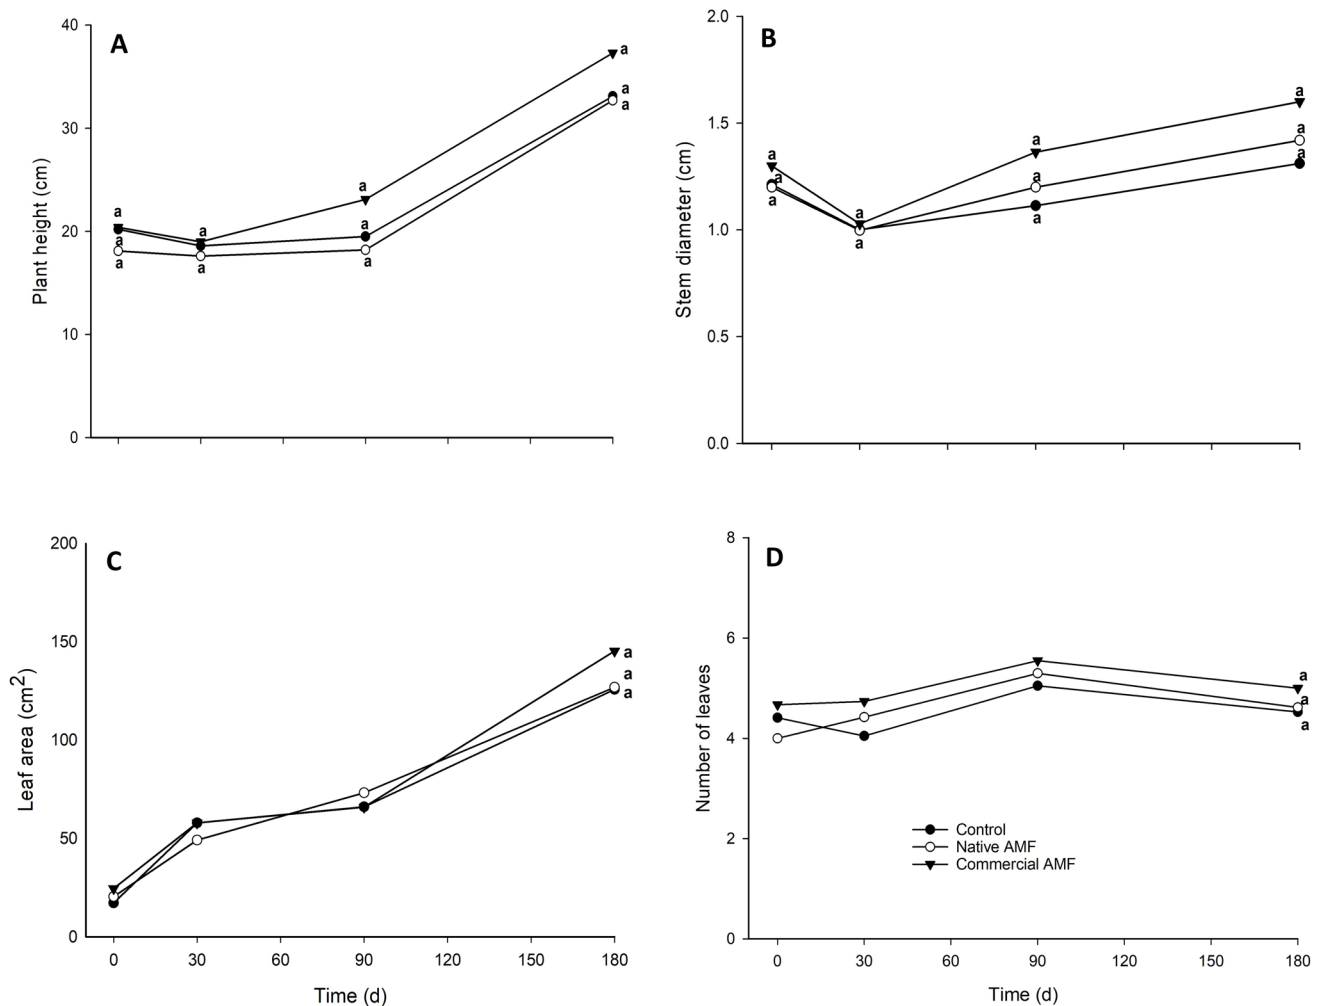 A
40
30
20
10
0
Plant height (cm)
a
a
a
a
a
a
a
a
a
a
a
a
B
2.0
1.5
1.0
0.5
0.0
Stem diameter (cm)
a
a
a
a
a
a
a
a
a
a
a
C
200
150
100
50
0
Leaf area (cm2)
a
a
a
0 30 60 90 120 150 180
Time (d)
D
8
6
4
2
0
Number of leaves
a
a
a
Control
Native AMF
Commercial AMF
0 30 60 90 120 150 180
Time (d)